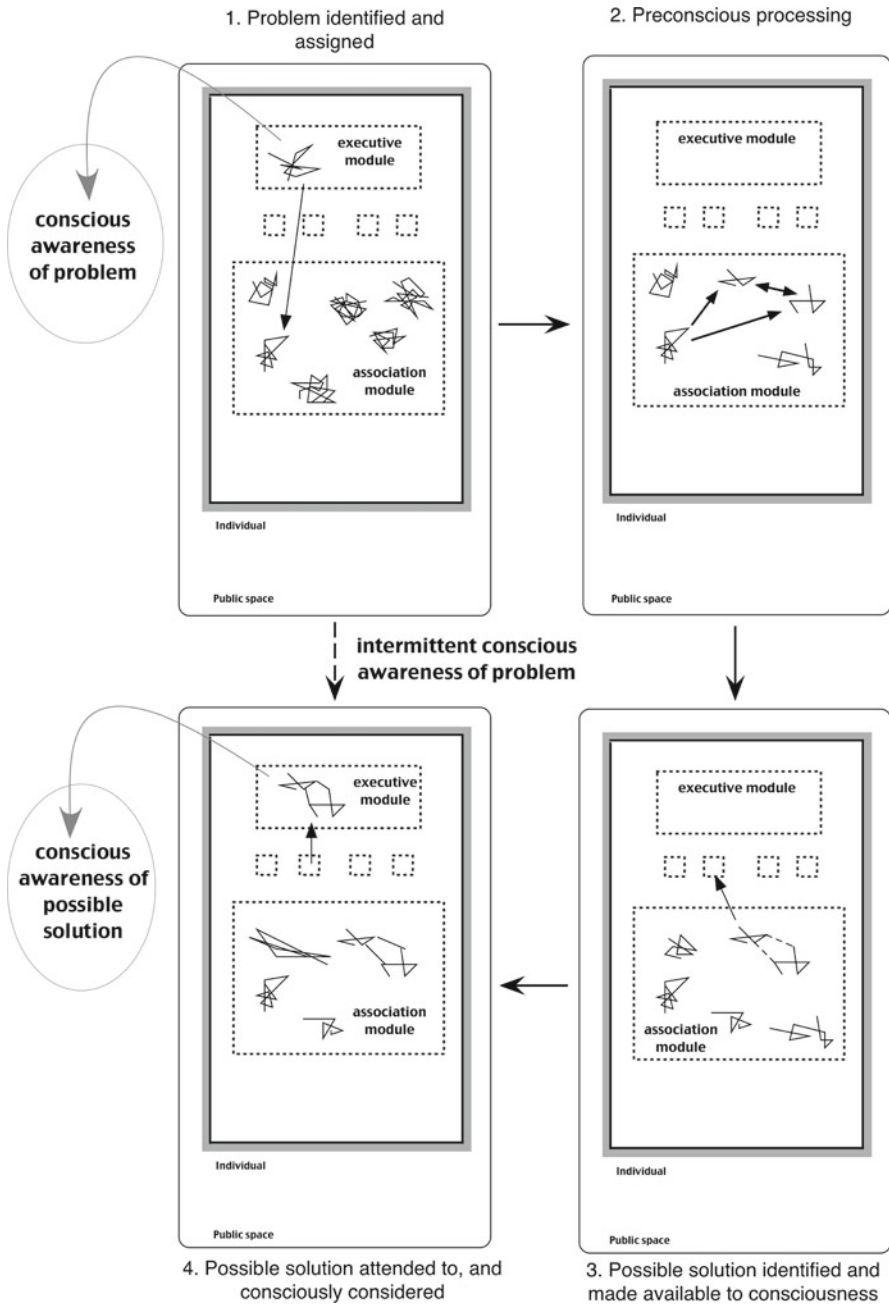 1. Problem identified and
assigned
executive
module
conscious
awareness
of problem
association
module
Individual
Public space
2. Preconscious processing
executive module
association module
Individual
Public space
intermittent conscious
awareness of problem
executive
module
conscious
awareness of
possible
solution
association
module
Individual
Public space
4. Possible solution attended to, and
consciously considered
executive module
association
module
Individual
Public space
3. Possible solution identified and
made available to consciousness